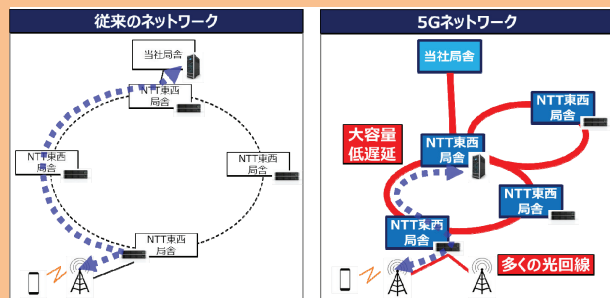 従来のネットワーク
当社局舎
NTT東西
局舎
NTT東西
局舎
NTT東西
局舎
NTT東西
局舎
5Gネットワーク
当社局舎
NTT東西
局舎
大容量
低遅延
NTT東西
局舎
NTT東西
局舎
NTT東西
局舎
多くの光回線